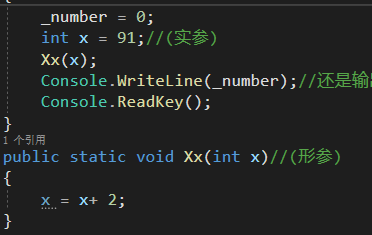 {
_number = 0;
int x = 91;//(实参)
Xx(x);
Console.WriteLine(_number);//还是输
Console.ReadKey();
}
1 个引用
public static void Xx(int x)//(形参)
{
x = x+ 2;
}